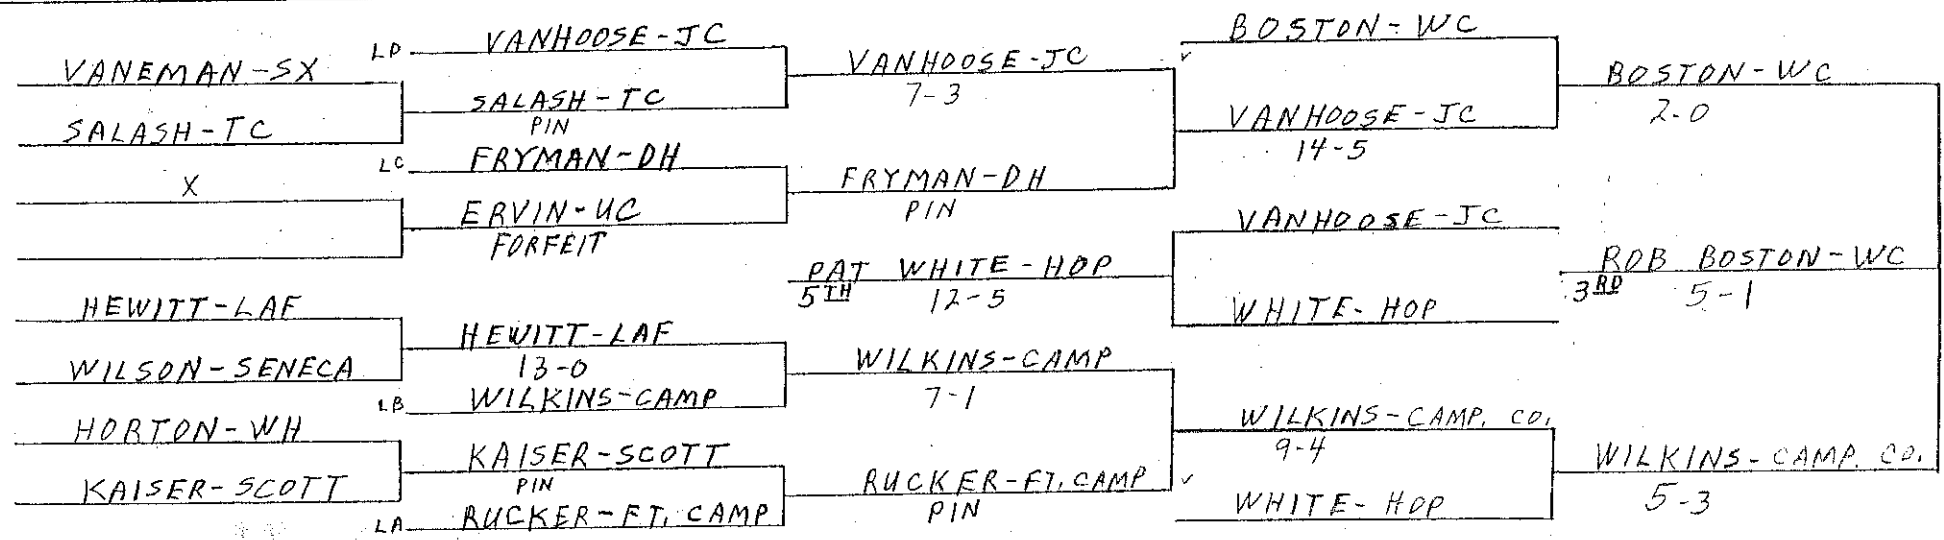 VANEMAN-SX
SALASH-TC
X
HEWITT-LAF
WILSON-SENECA
HORTON-WH
KAISER-SCOTT
LD VANHOOSE-JC
SALASH-TC
PIN
LC FRYMAN-DH
ERVIN-UC
FORFEIT
HEWITT-LAF
13-0
LB WILKINS-CAMP
KAISER-SCOTT
PIN
LA RUCKER-FT. CAMP
VANHOOSE-JC
7-3
FRYMAN-DH
PIN
PAT WHITE-HOP
5TH 12-5
WILKINS-CAMP
7-1
RUCKER-FT. CAMP
PIN
BOSTON-WC
VANHOOSE-JC
14-5
VANHOOSE-JC
WHITE-HOP
WILKINS-CAMP. CO.
9-4
WHITE-HOP
BOSTON-WC
2-0
ROB BOSTON-WC
3RD 5-1
WILKINS-CAMP. CO.
5-3